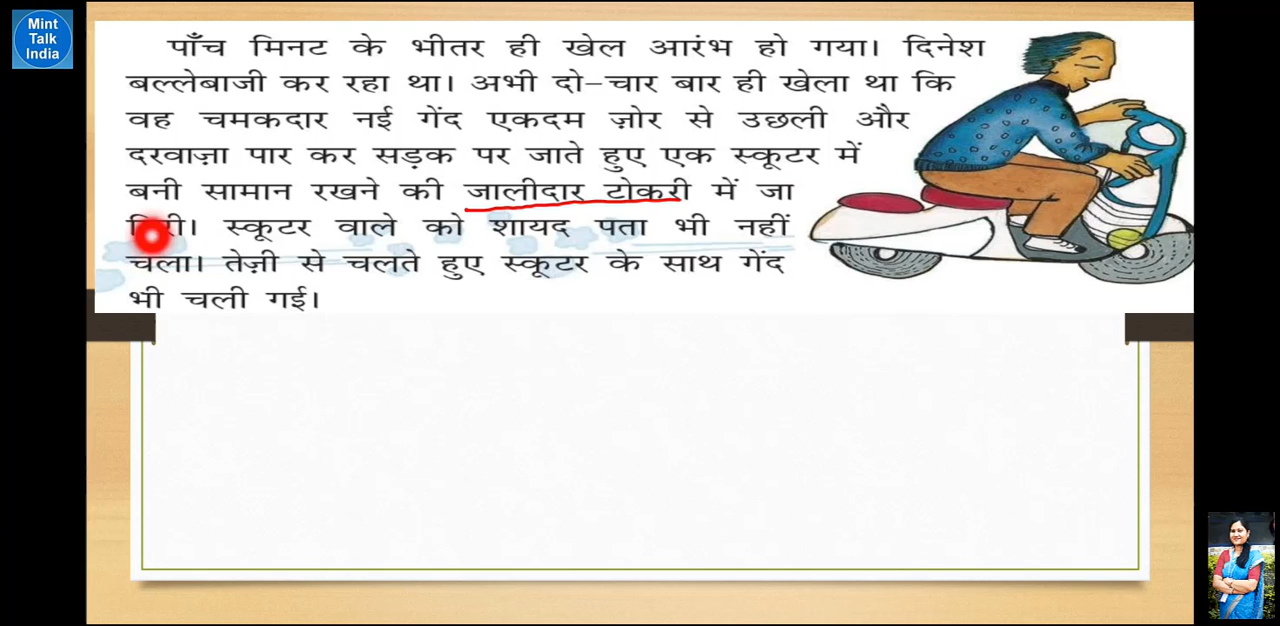 Mint
Talk
India
पाँच मिनट के भीतर ही खेल आरंभ हो गया। दिनेश
बल्लेबाजी कर रहा था। अभी दो-चार बार ही खेला था कि
वह चमकदार नई गेंद एकदम ज़ोर से उछली और
दरवाज़ा पार कर सड़क पर जाते हुए एक स्कूटर में
बनी सामान रखने की जालीदार टोकरी में जा
गिरी। स्कूटर वाले को शायद पता भी नहीं
चला। तेज़ी से चलते हुए स्कूटर के साथ गेंद
भी चली गई।